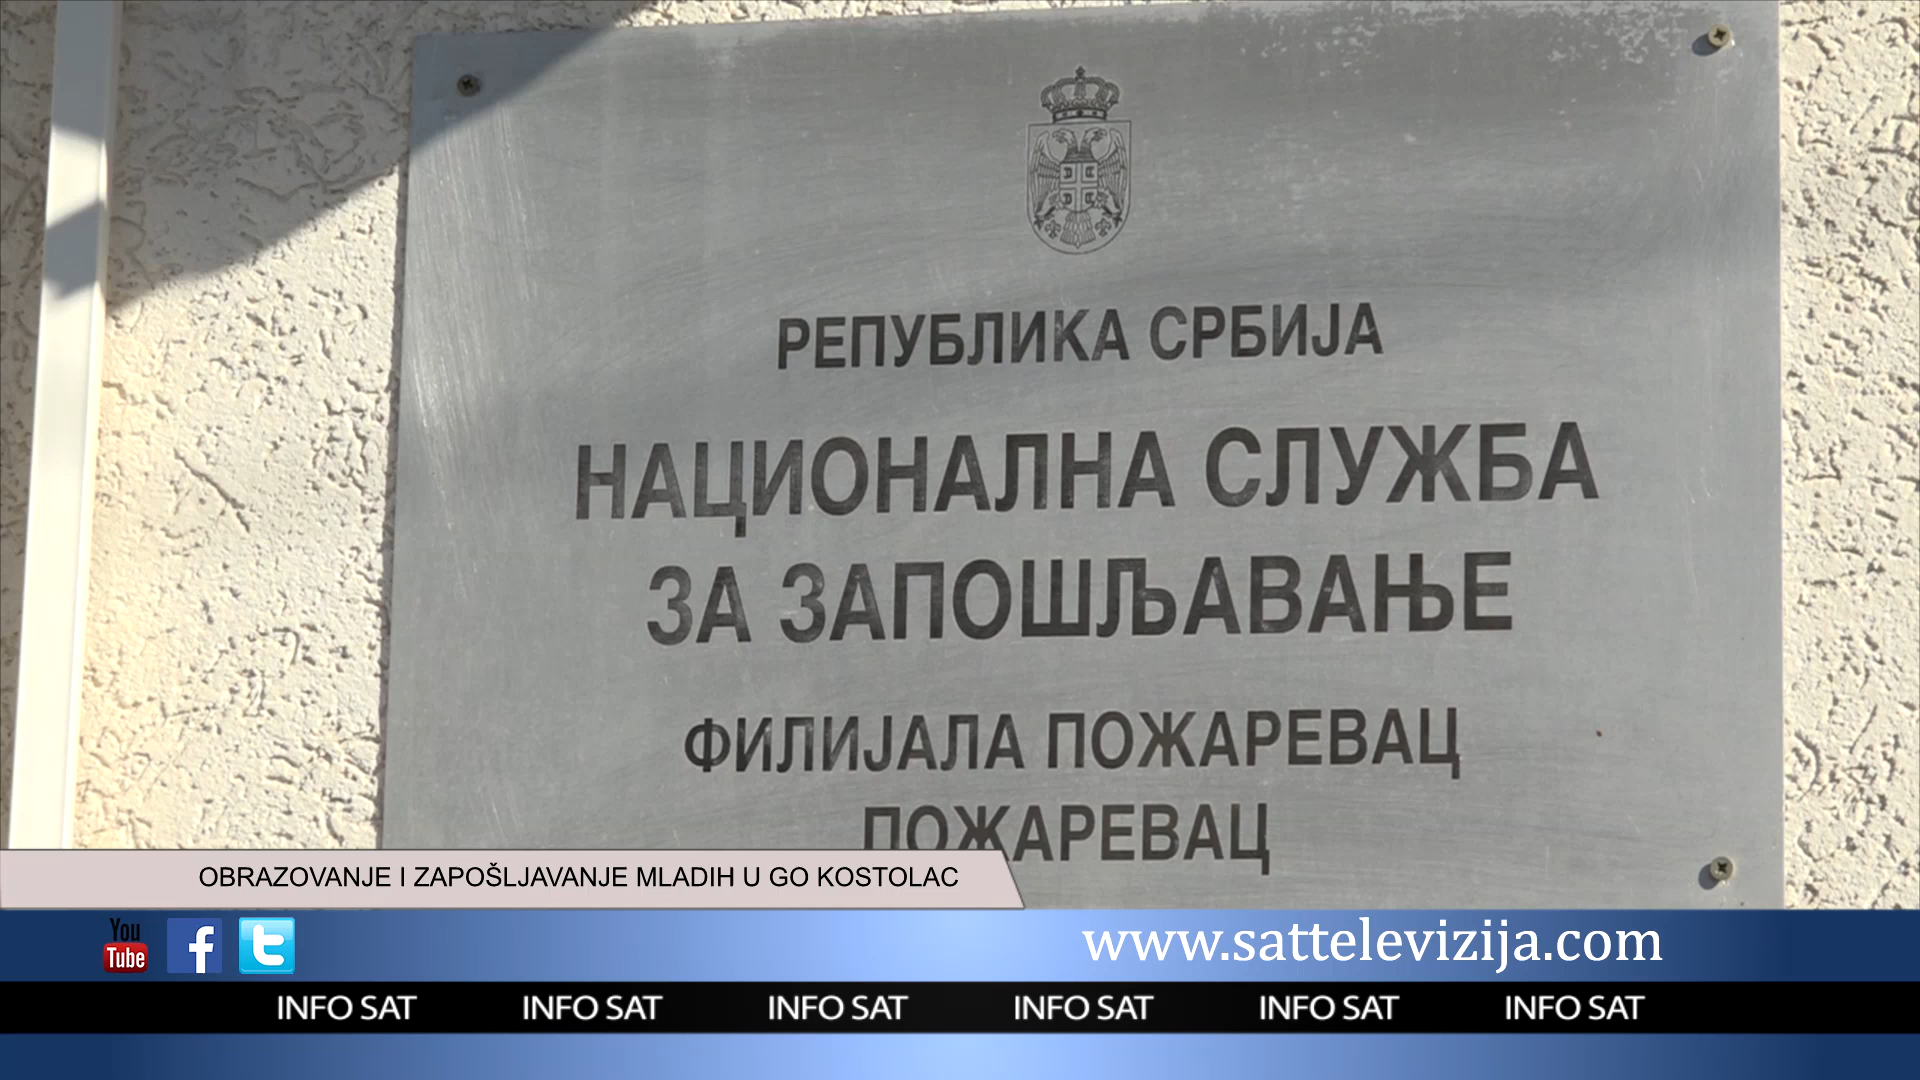 РЕПУБЛИКА СРБИЈА
НАЦИОНАЛНА СЛУЖБА
ЗА ЗАПОШЉАВАЊЕ
ФИЛИЈАЛА ПОЖАРЕВАЦ
ПОЖАРЕВАЦ
OBRAZOVANJE I ZAPOŠLJAVANJE MLADIH U GO KOSTOLAC
You
Tube
www.sattelevizija.com
INFO SAT INFO SAT INFO SAT INFO SAT INFO SAT INFO SAT